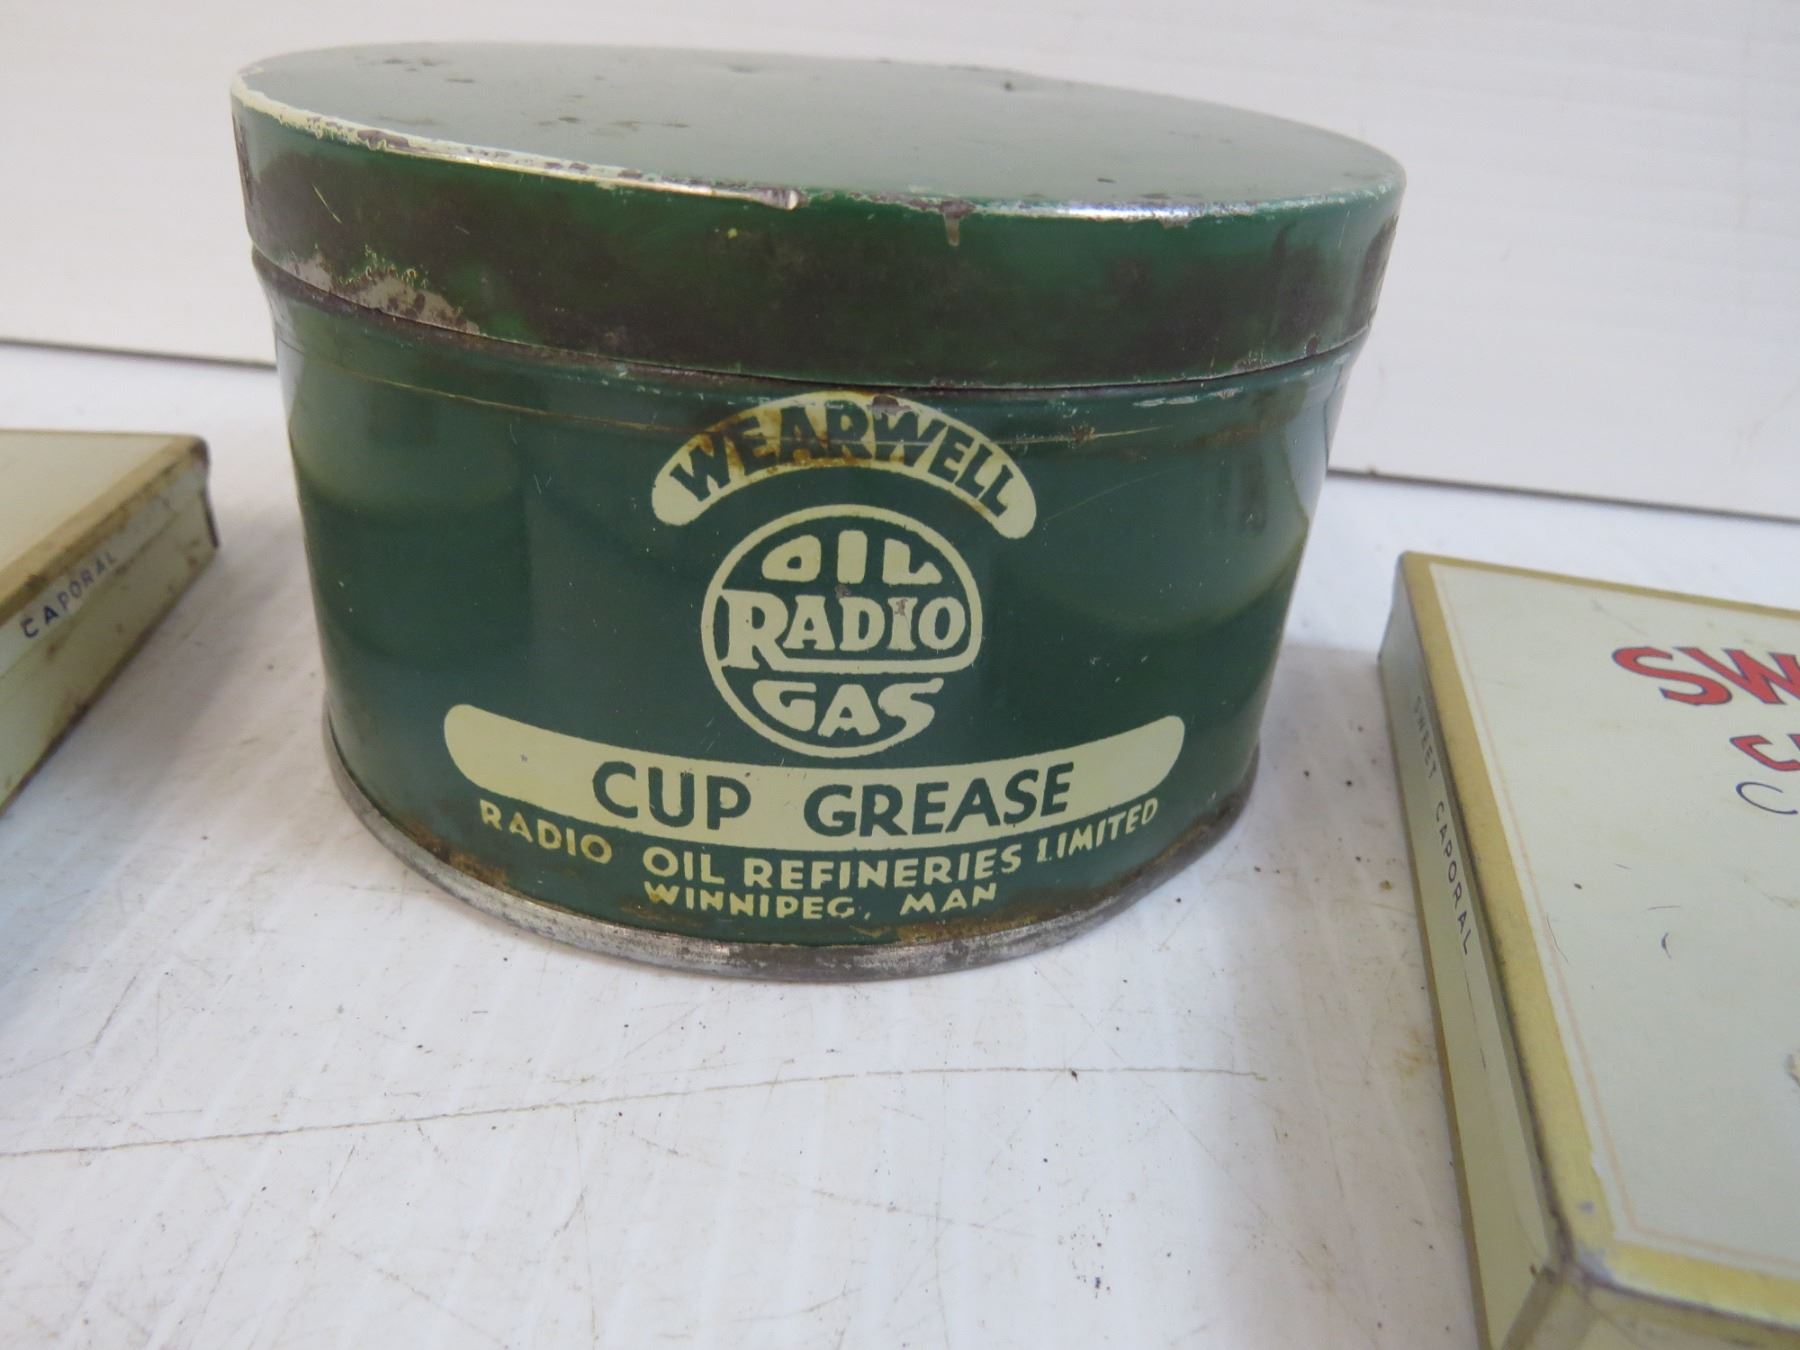 WEARWELL
OIL
RADIO
GAS
CUP GREASE
RADIO OIL REFINERIES LIMITED
WINNIPEG, MAN
CAPORAL
SWEET CAPORAL